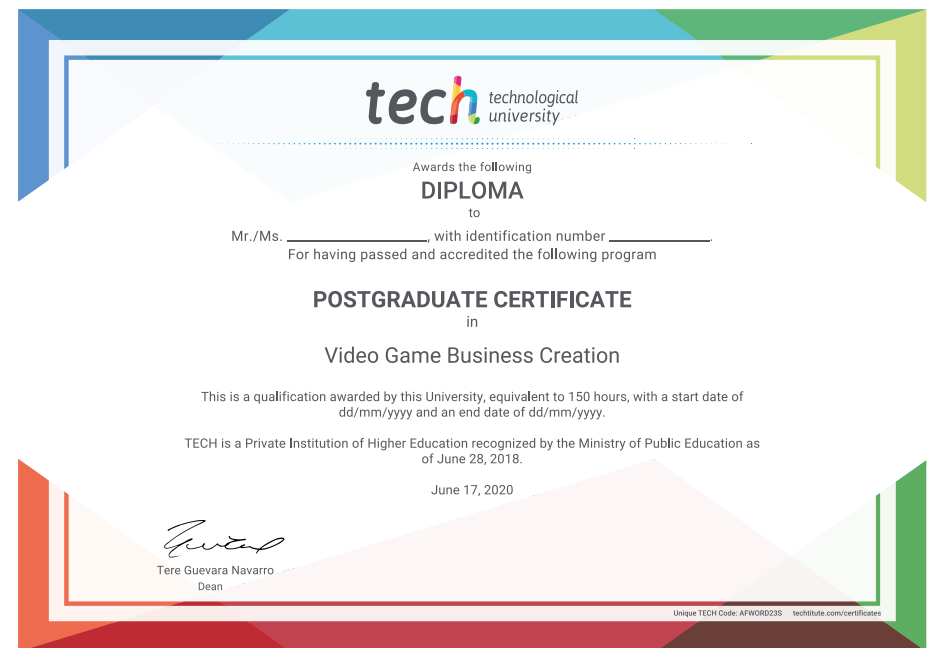 tech technological
university
Awards the following
DIPLOMA
to
Mr./Ms. ____________________, with identification number ______________.
For having passed and accredited the following program
POSTGRADUATE CERTIFICATE
in
Video Game Business Creation
This is a qualification awarded by this University, equivalent to 150 hours, with a start date of
dd/mm/yyyy and an end date of dd/mm/yyyy.
TECH is a Private Institution of Higher Education recognized by the Ministry of Public Education as
of June 28, 2018.
June 17, 2020
Tere Guevara Navarro
Dean
Unique TECH Code: AFWORD23S techtitute.com/certificates